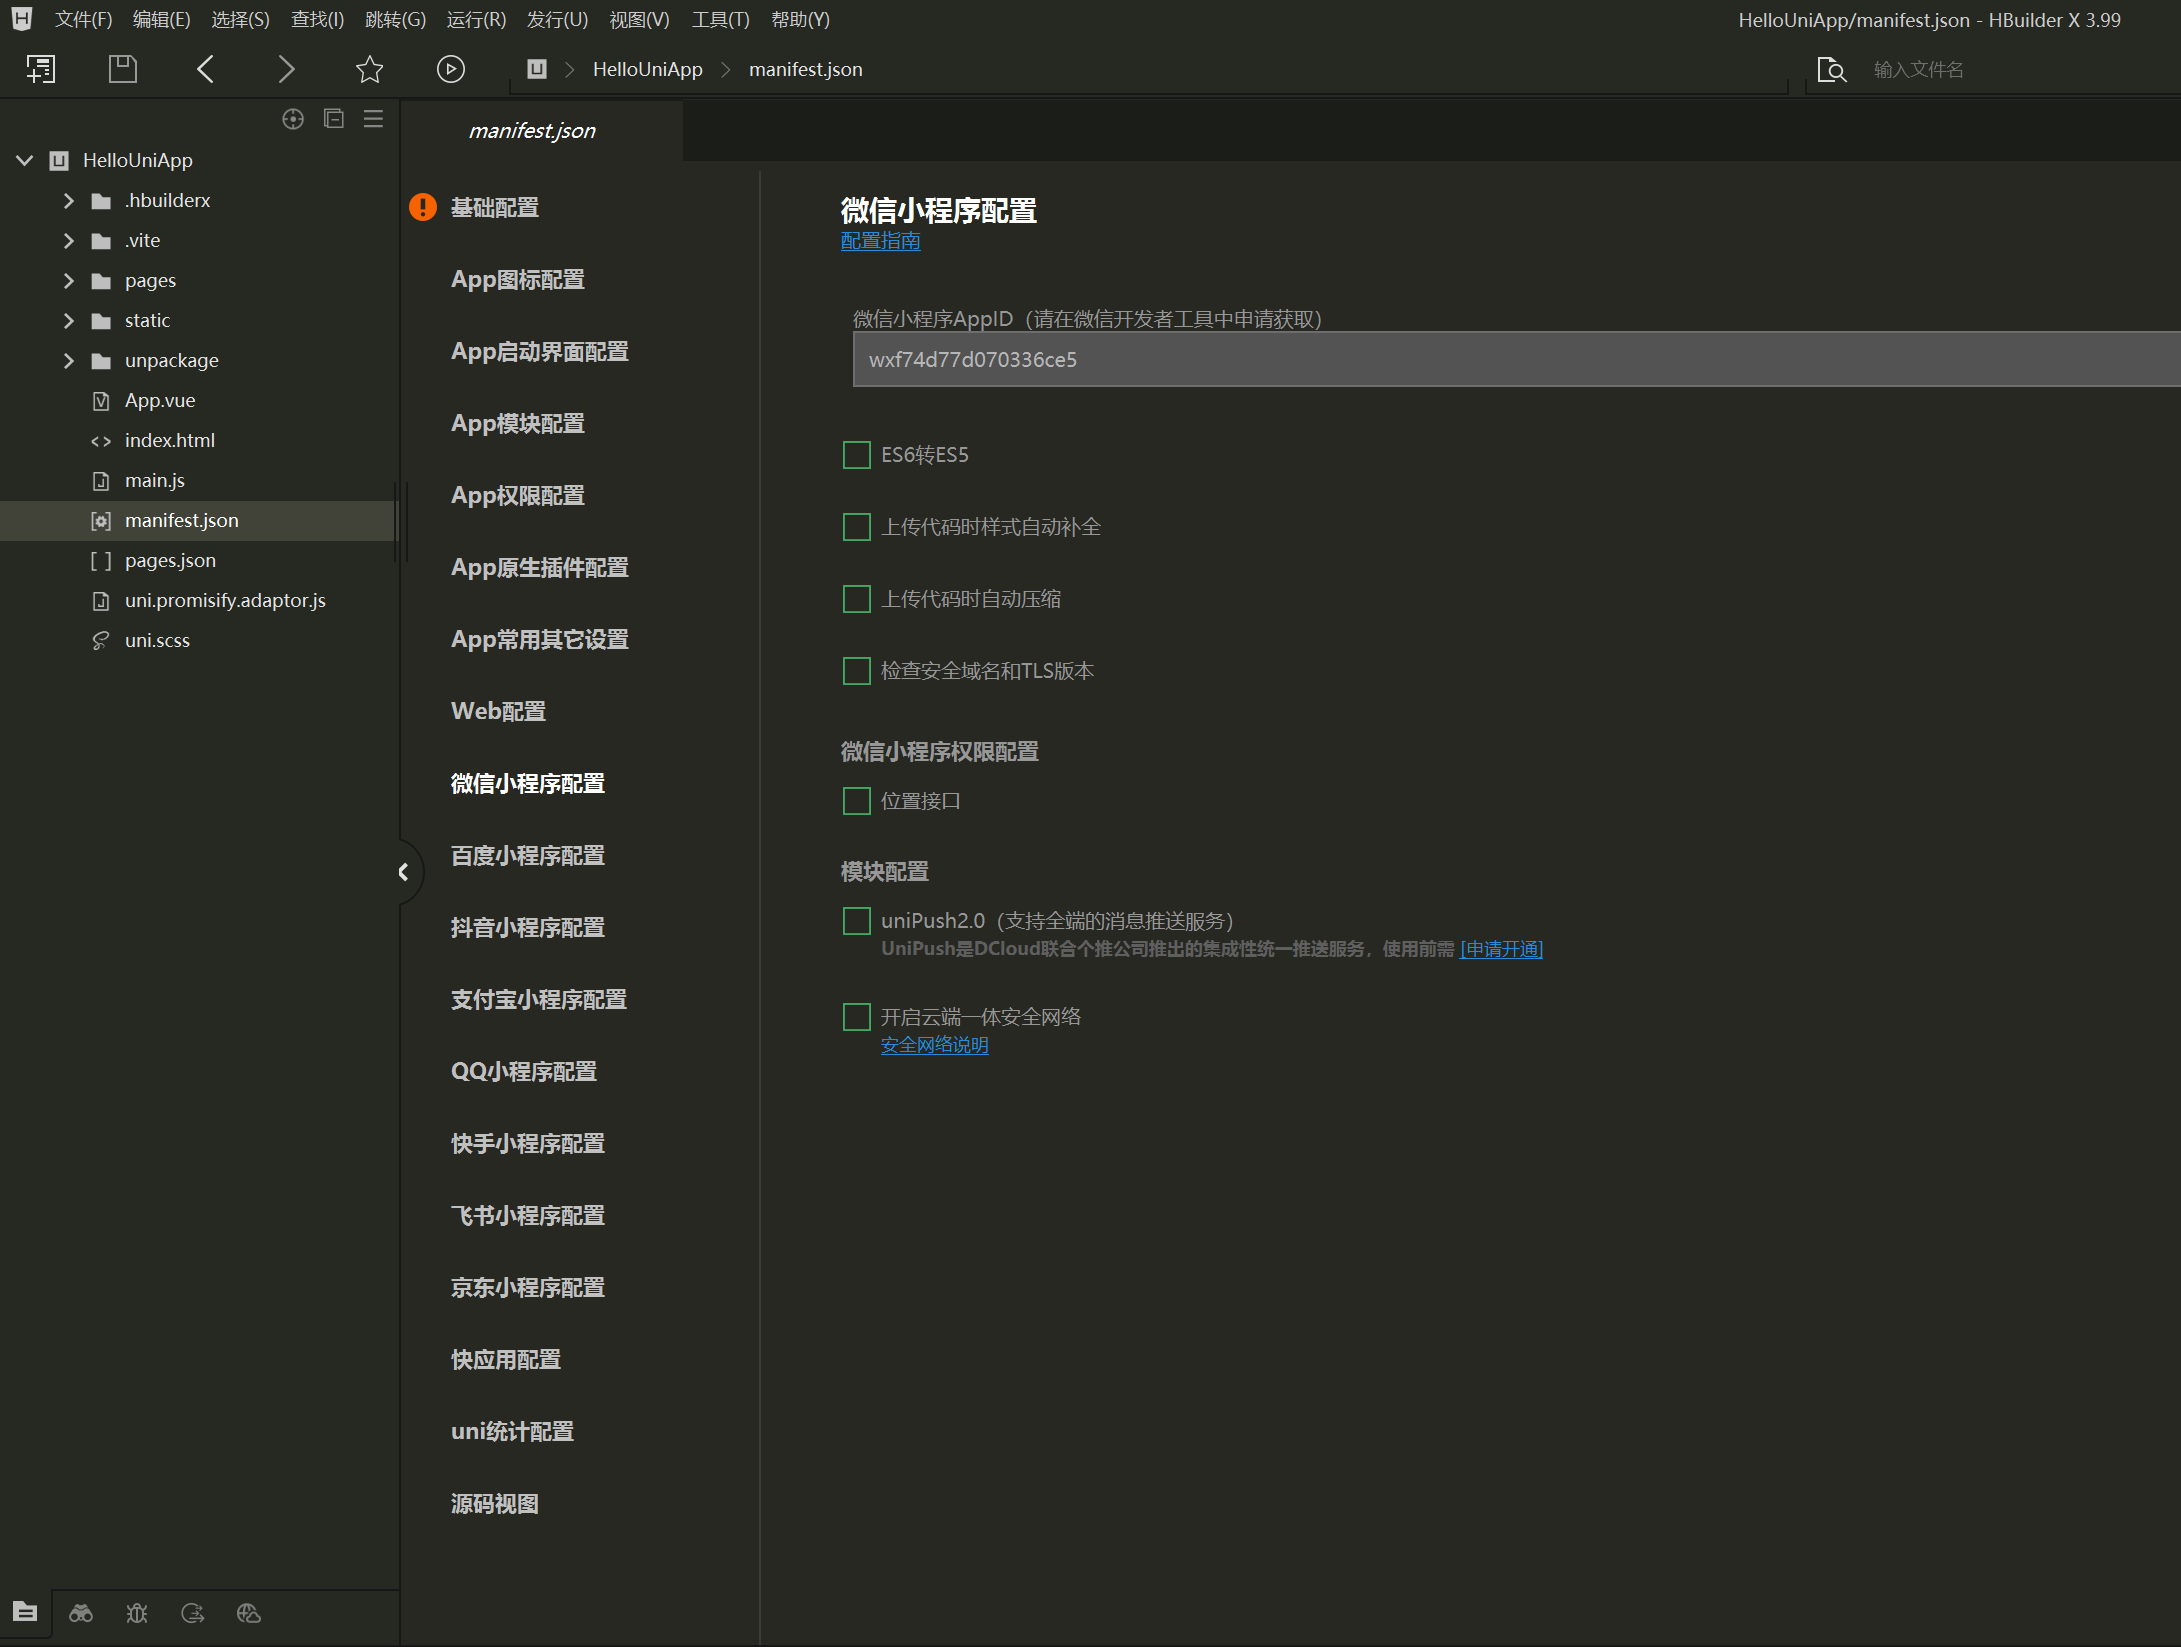 文件(F) 编辑(E) 选择(S) 查找(I) 跳转(G) 运行(R) 发行(U) 视图(V) 工具(T) 帮助(Y) HelloUniApp/manifest.json - HBuilder X 3.99
HelloUniApp manifest.json 输入文件名
HelloUniApp
.hbuilderx
.vite
pages
static
unpackage
App.vue
index.html
main.js
manifest.json
pages.json
uni.promisify.adaptor.js
uni.scss
manifest.json
基础配置
App图标配置
App启动界面配置
App模块配置
App权限配置
App原生插件配置
App常用其它设置
Web配置
微信小程序配置
百度小程序配置
抖音小程序配置
支付宝小程序配置
QQ小程序配置
快手小程序配置
飞书小程序配置
京东小程序配置
快应用配置
uni统计配置
源码视图
微信小程序配置
配置指南
微信小程序AppID（请在微信开发者工具中申请获取）
wxf74d77d070336ce5
ES6转ES5
上传代码时样式自动补全
上传代码时自动压缩
检查安全域名和TLS版本
微信小程序权限配置
位置接口
模块配置
uniPush2.0（支持全端的消息推送服务）
UniPush是DCloud联合个推公司推出的集成性统一推送服务，使用前需 [申请开通]
开启云端一体安全网络
安全网络说明